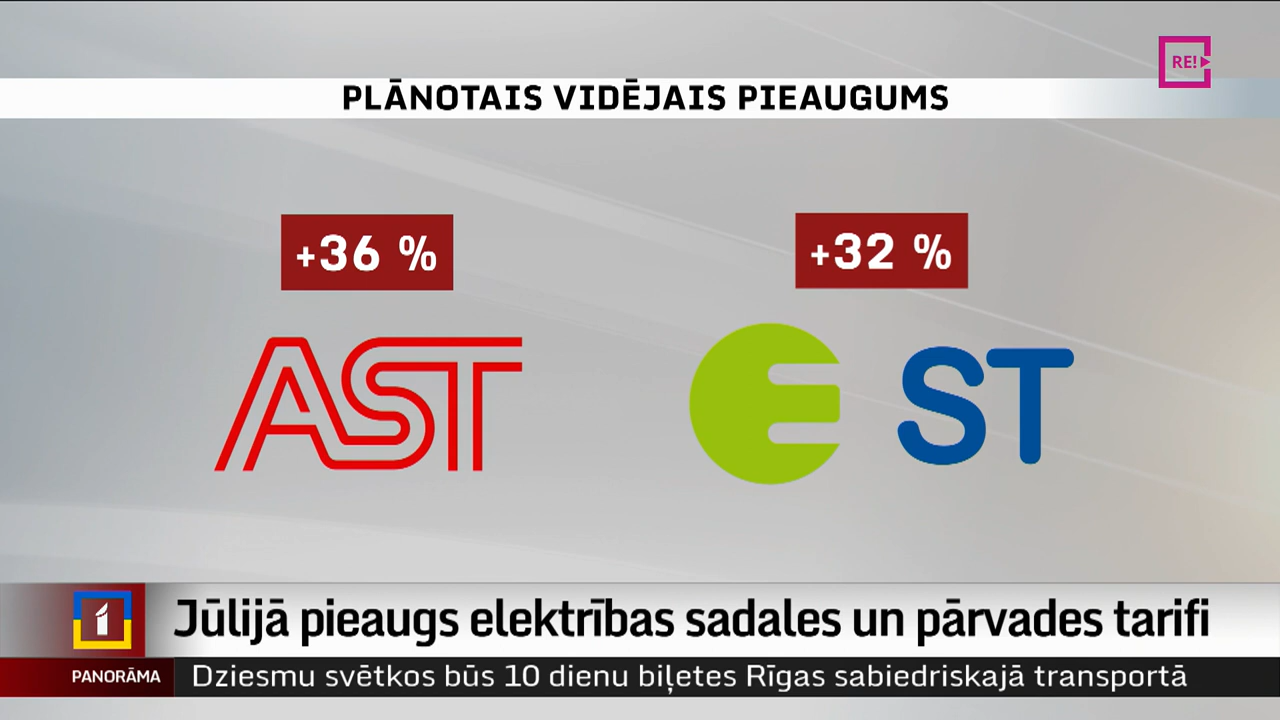 RE!
PLĀNOTAIS VIDĒJAIS PIEAUGUMS
+36 %
+32 %
AST
E ST
1
Jūlijā pieaugs elektrības sadales un pārvades tarifi
PANORĀMA
Dziesmu svētkos būs 10 dienu biļetes Rīgas sabiedriskajā transportā